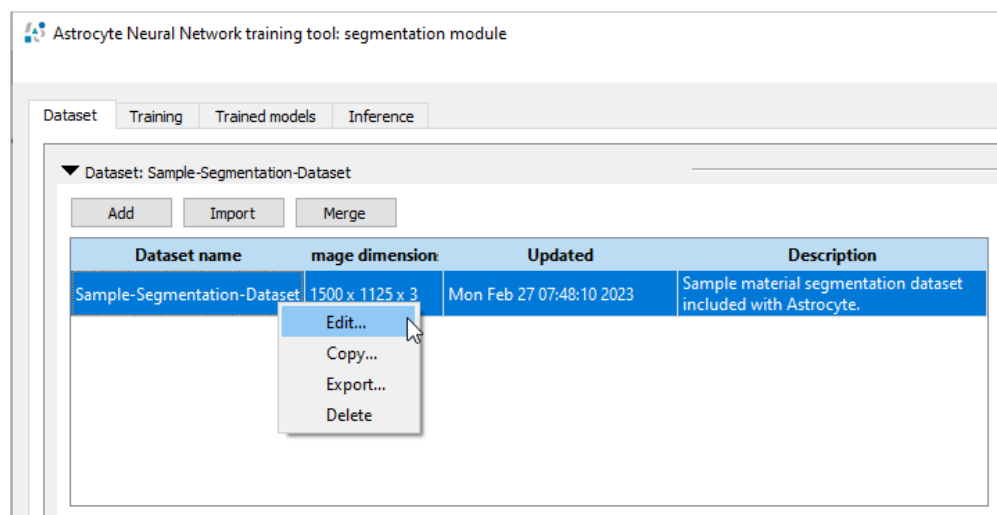 Astrocyte Neural Network training tool: segmentation module
Dataset Training Trained models Inference
Dataset: Sample-Segmentation-Dataset
Add Import Merge
Dataset name mage dimension: Updated Description
Sample-Segmentation-Dataset 1500 x 1125 x 3 Mon Feb 27 07:48:10 2023 Sample material segmentation dataset
included with Astrocyte.
Edit...
Copy...
Export...
Delete